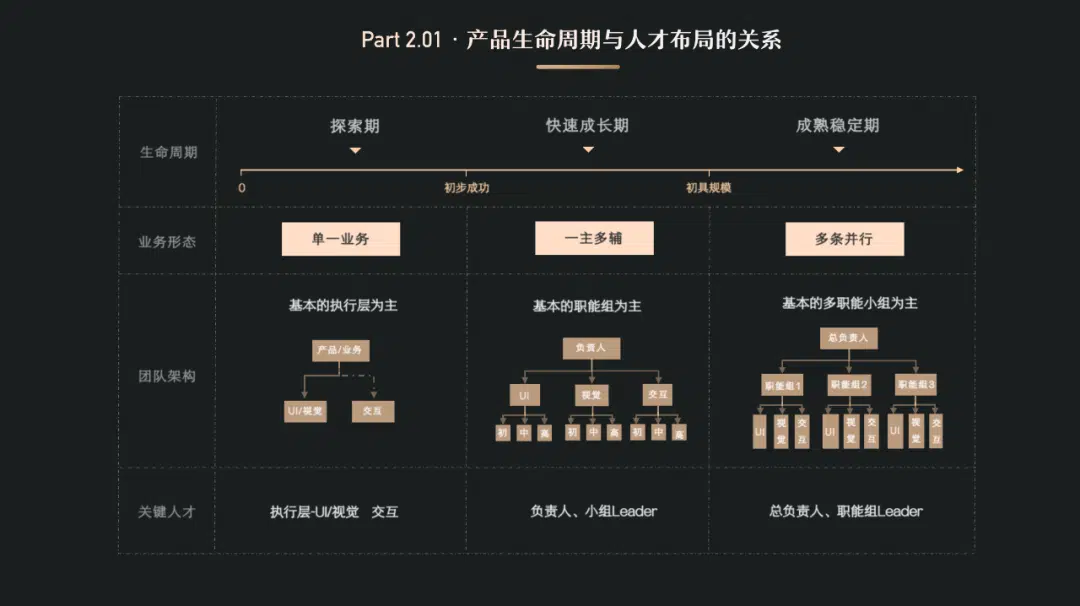 Part 2.01 · 产品生命周期与人才布局的关系
生命周期
探索期
快速成长期
成熟稳定期
0
初步成功
初具规模
业务形态
单一业务
一主多辅
多条并行
团队架构
基本的执行层为主
产品/业务
UI/视觉
交互
基本的职能组为主
负责人
UI
视觉
交互
初
中
高
初
中
高
初
中
高
基本的多职能小组为主
总负责人
职能组1
职能组2
职能组3
UI
视觉
交互
UI
视觉
交互
UI
视觉
交互
关键人才
执行层-UI/视觉 交互
负责人、小组Leader
总负责人、职能组Leader